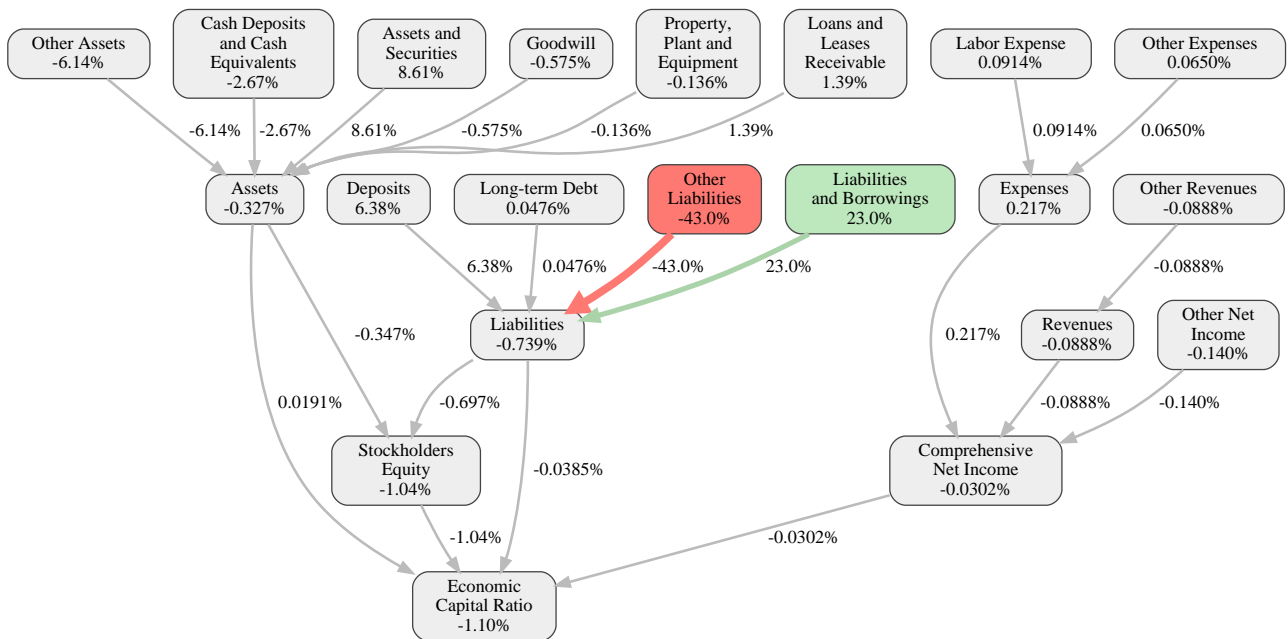 Other Assets
-6.14%
Cash Deposits
and Cash
Equivalents
-2.67%
Assets and
Securities
8.61%
Goodwill
-0.575%
Property,
Plant and
Equipment
-0.136%
Loans and
Leases
Receivable
1.39%
Labor Expense
0.0914%
Other Expenses
0.0650%
-6.14%
-2.67%
8.61%
-0.575%
-0.136%
1.39%
0.0914%
0.0650%
Assets
-0.327%
Deposits
6.38%
Long-term Debt
0.0476%
Other
Liabilities
-43.0%
Liabilities
and Borrowings
23.0%
Expenses
0.217%
Other Revenues
-0.0888%
6.38%
0.0476%
-43.0%
23.0%
-0.0888%
-0.347%
Liabilities
-0.739%
0.217%
Revenues
-0.0888%
Other Net
Income
-0.140%
0.0191%
-0.697%
-0.0888%
-0.140%
Stockholders
Equity
-1.04%
-0.0385%
Comprehensive
Net Income
-0.0302%
-1.04%
-0.0302%
Economic
Capital Ratio
-1.10%